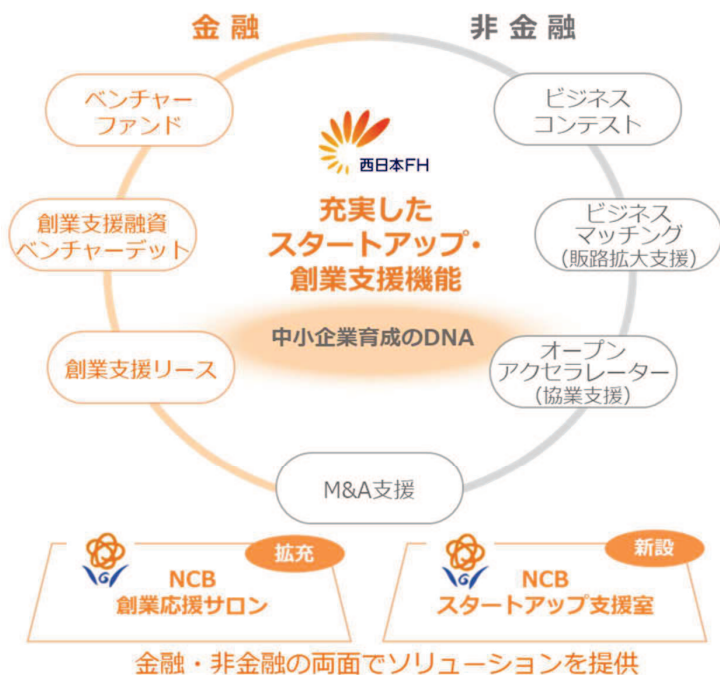 金融
非金融
ベンチャー
ファンド
ビジネス
コンテスト
西日本FH
創業支援融資
ベンチャーデット
充実した
スタートアップ・
創業支援機能
ビジネス
マッチング
(販路拡大支援)
中小企業育成のDNA
創業支援リース
オープン
アクセラレーター
(協業支援)
M&A支援
拡充
NCB
創業応援サロン
新設
NCB
スタートアップ支援室
金融・非金融の両面でソリューションを提供